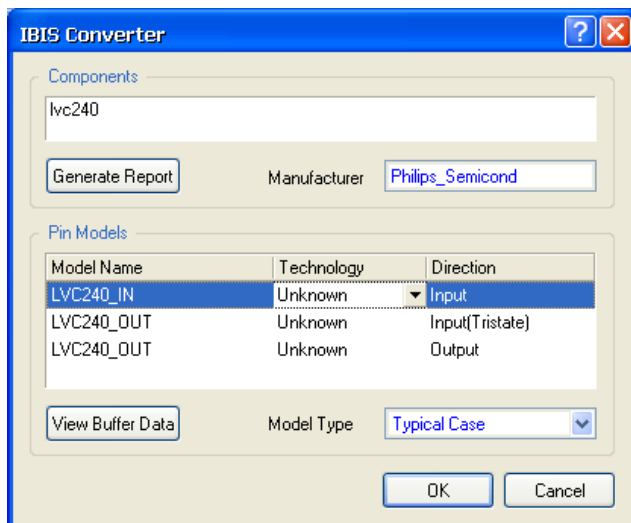 IBIS Converter
Components
lvc240
Generate Report Manufacturer Philips_Semicond
Pin Models
Model Name Technology Direction
LVC240_IN Unknown Input
LVC240_OUT Unknown Input(Tristate)
LVC240_OUT Unknown Output
View Buffer Data Model Type Typical Case
OK Cancel